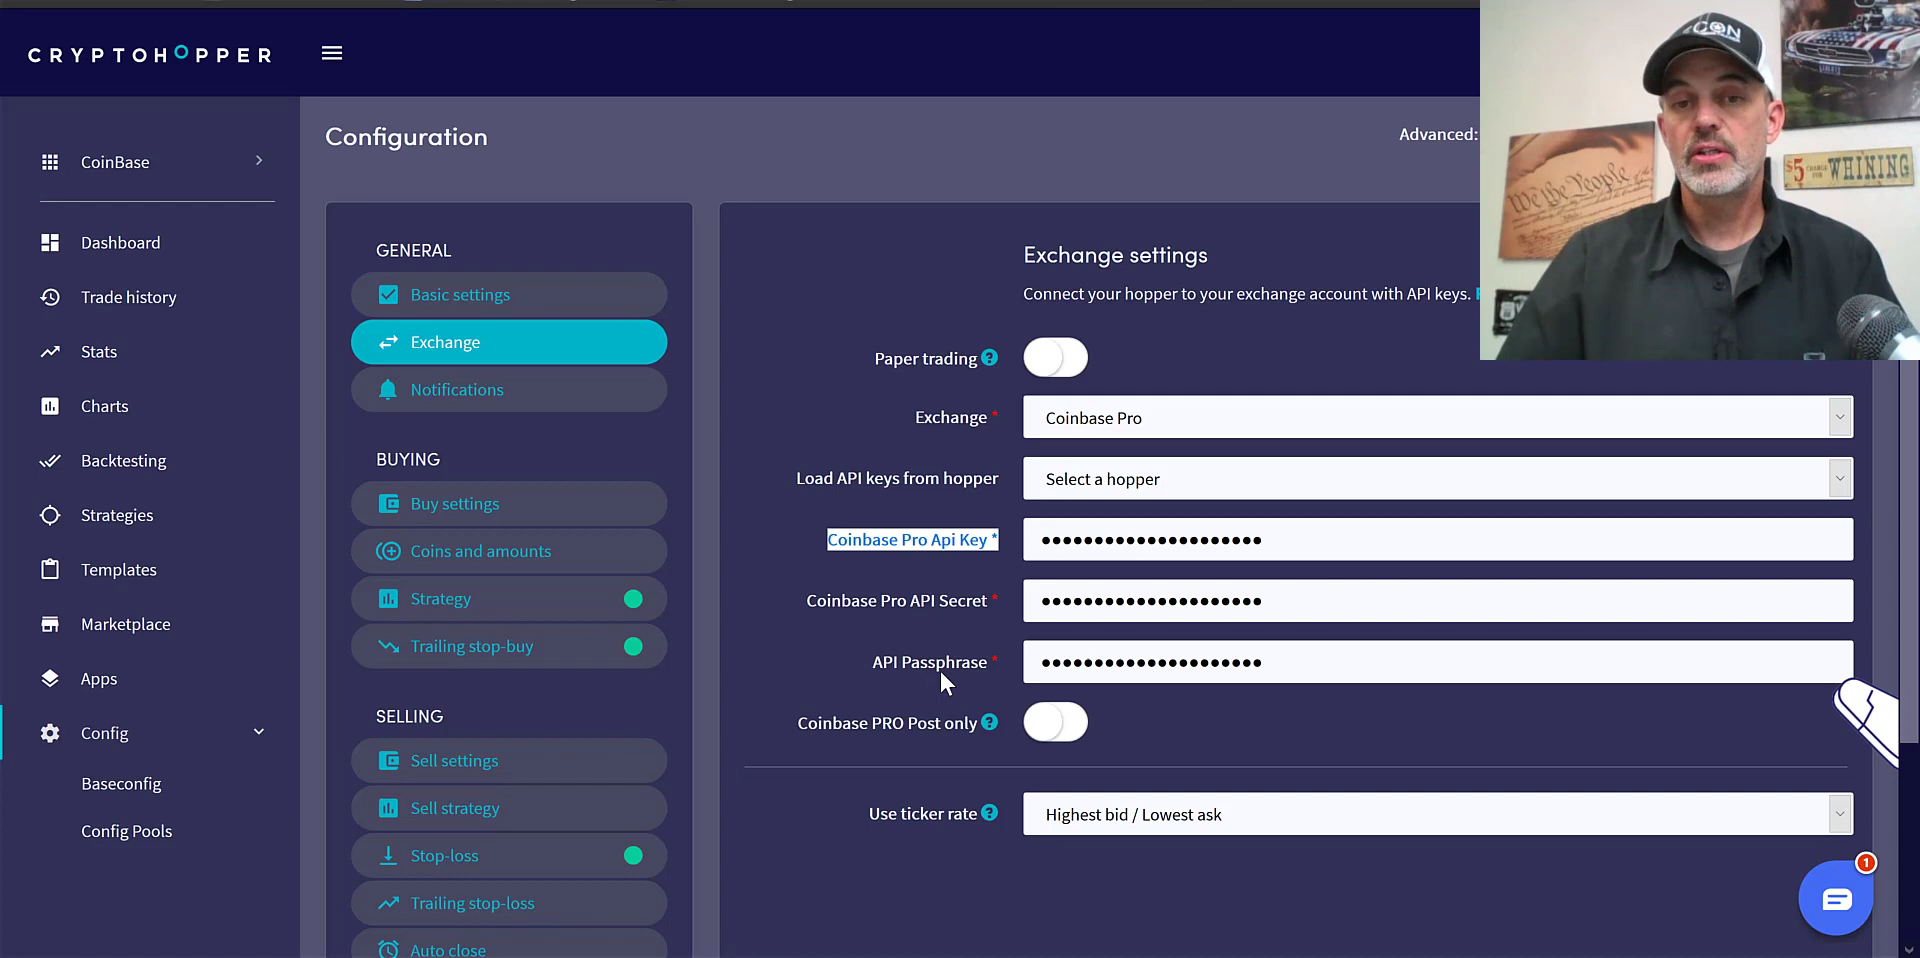 CRYPTOHOPPER
CoinBase
Dashboard
Trade history
Stats
Charts
Backtesting
Strategies
Templates
Marketplace
Apps
Config
Baseconfig
Config Pools
Configuration
Advanced:
GENERAL
Basic settings
Exchange
Notifications
BUYING
Buy settings
Coins and amounts
Strategy
Trailing stop-buy
SELLING
Sell settings
Sell strategy
Stop-loss
Trailing stop-loss
Auto close
Exchange settings
Connect your hopper to your exchange account with API keys.
Paper trading ?
Exchange *
Coinbase Pro
Load API keys from hopper
Select a hopper
Coinbase Pro Api Key *
•••••••••••••••••••••
Coinbase Pro API Secret *
•••••••••••••••••••••
API Passphrase *
•••••••••••••••••••••
Coinbase PRO Post only ?
Use ticker rate ?
Highest bid / Lowest ask
1
We the People
$5 CHARGE FOR WHINING